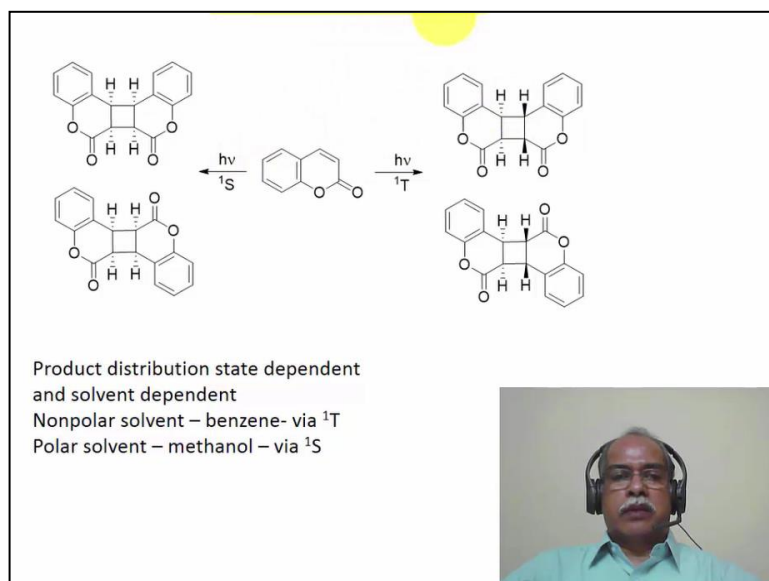 H H
O O
O O
H H
hν
¹S
O O
hν
¹T
H H
O O
O O
H H
H H O
O
O
O H H
H H O
O
O
O H H
Product distribution state dependent
and solvent dependent
Nonpolar solvent – benzene- via ¹T
Polar solvent – methanol – via ¹S